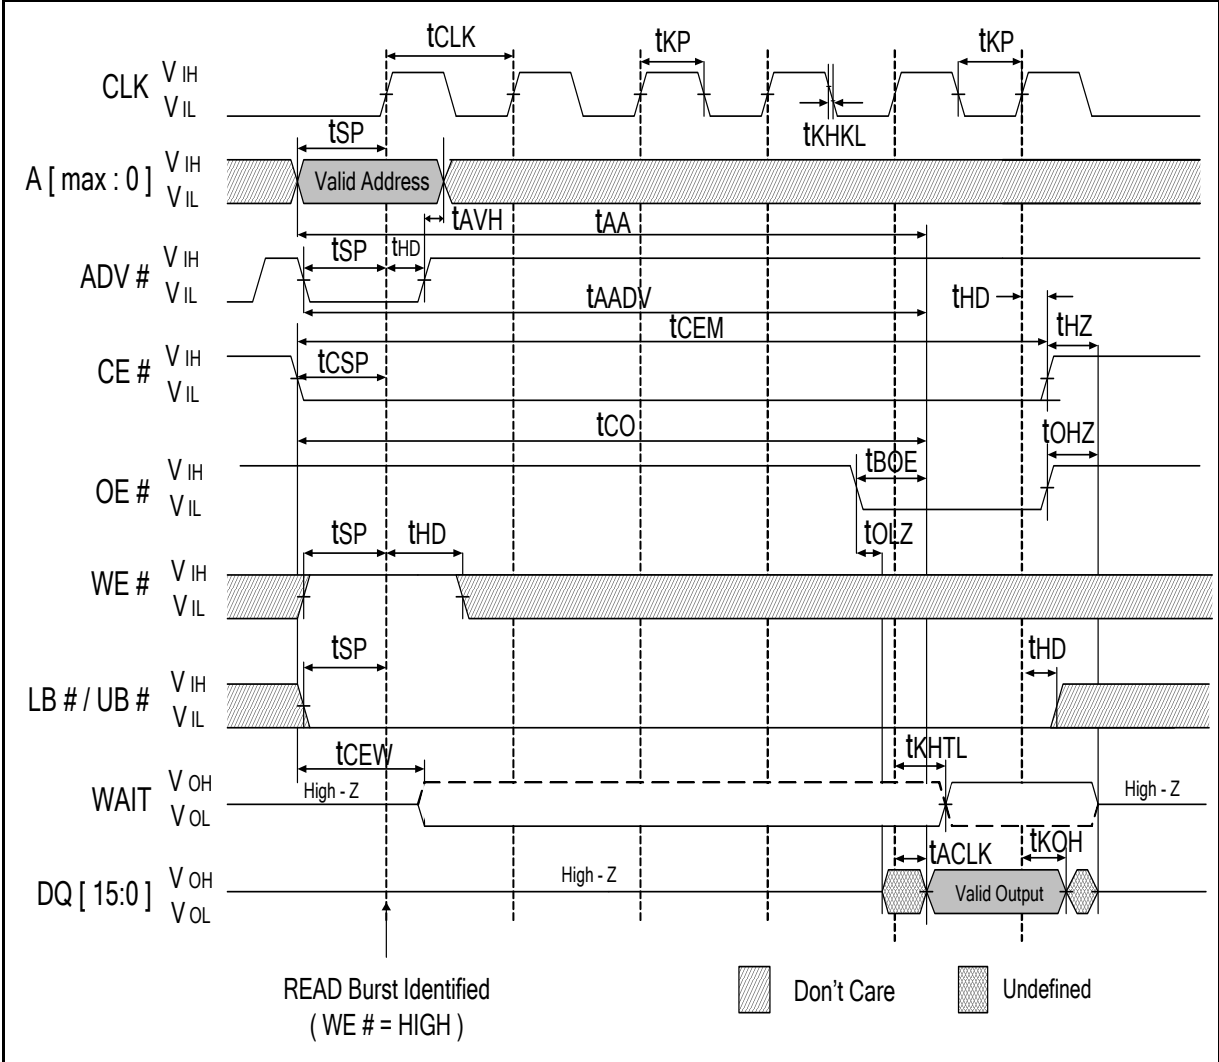 tCLK
tKP
tKP
CLK
V IH
V IL
tKHKL
tSP
A [ max : 0 ]
V IH
V IL
Valid Address
tAVH
tAA
tSP
tHD
ADV #
V IH
V IL
tAADV
tHD
tCEM
tHZ
CE #
V IH
V IL
tCSP
tCO
tOHZ
tBOE
OE #
V IH
V IL
tOLZ
tSP
tHD
WE #
V IH
V IL
tSP
tHD
LB # / UB #
V IH
V IL
tCEW
tKHTL
WAIT
V OH
V OL
High - Z
High - Z
tACLK
tKOH
DQ [ 15:0 ]
V OH
V OL
High - Z
Valid Output
READ Burst Identified
( WE # = HIGH )
Don't Care
Undefined